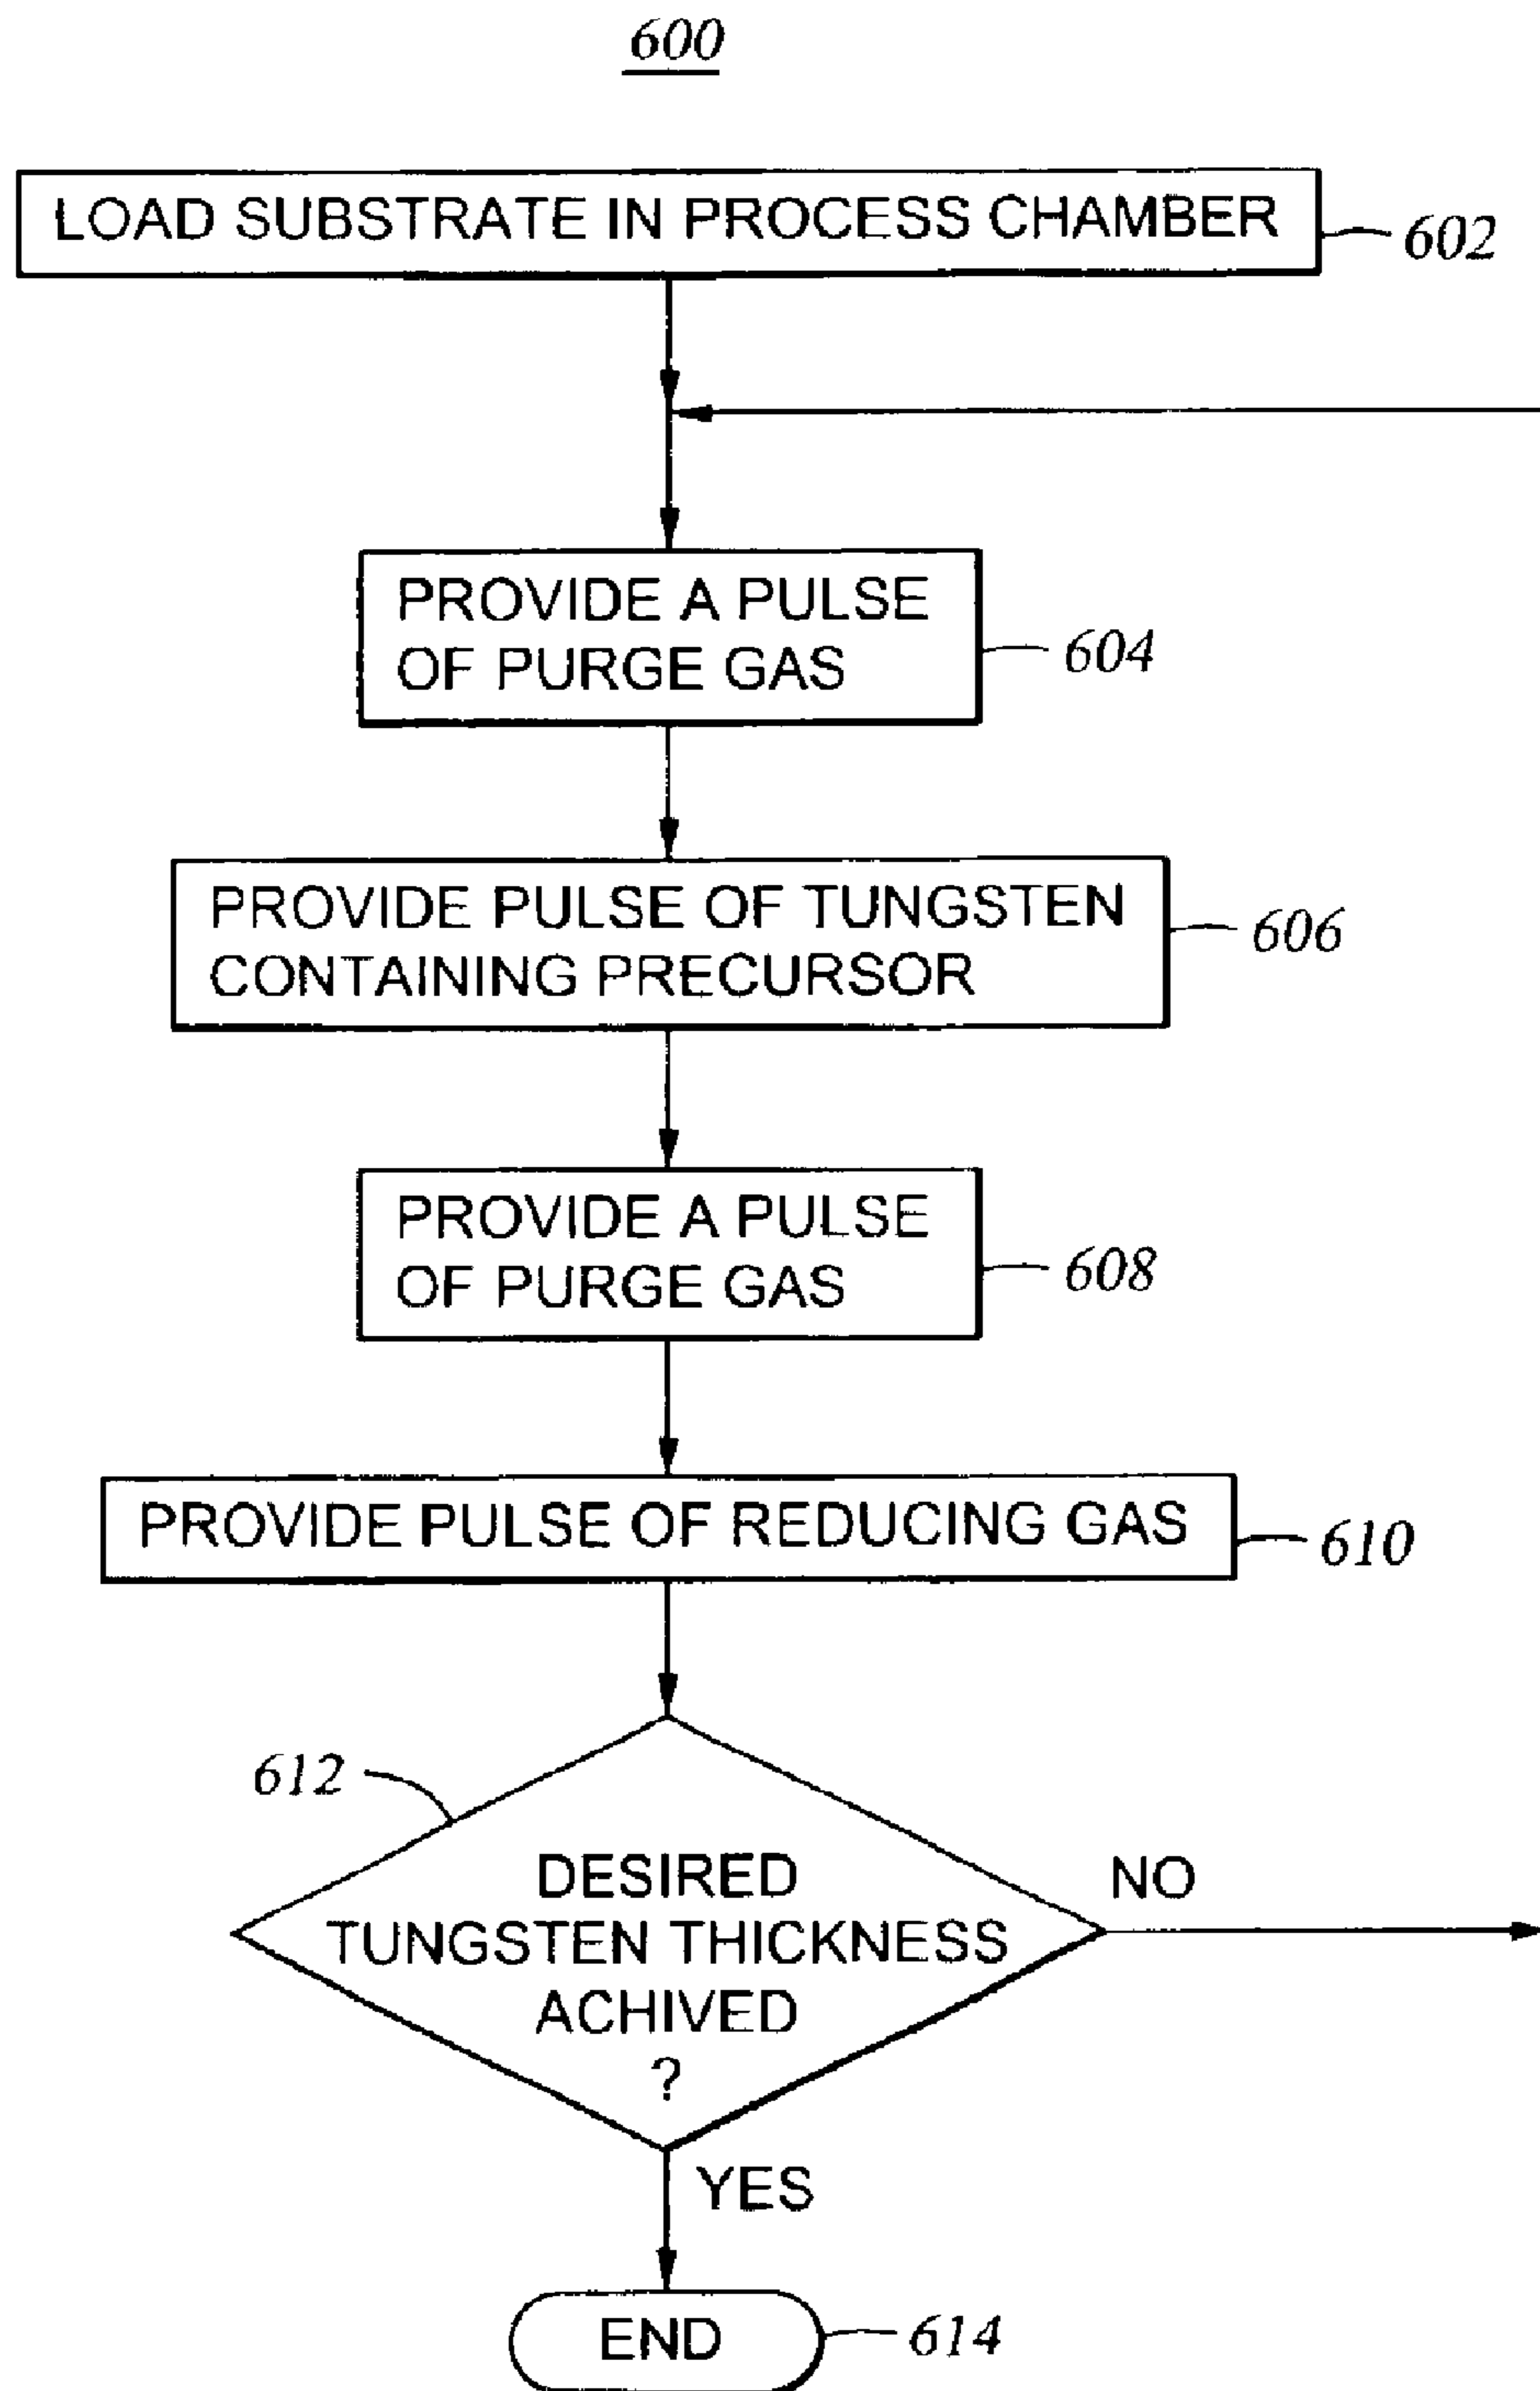 600
LOAD SUBSTRATE IN PROCESS CHAMBER
602
PROVIDE A PULSE
OF PURGE GAS
604
PROVIDE PULSE OF TUNGSTEN
CONTAINING PRECURSOR
606
PROVIDE A PULSE
OF PURGE GAS
608
PROVIDE PULSE OF REDUCING GAS
610
612
DESIRED
TUNGSTEN THICKNESS
ACHIVED
?
NO
YES
END
614